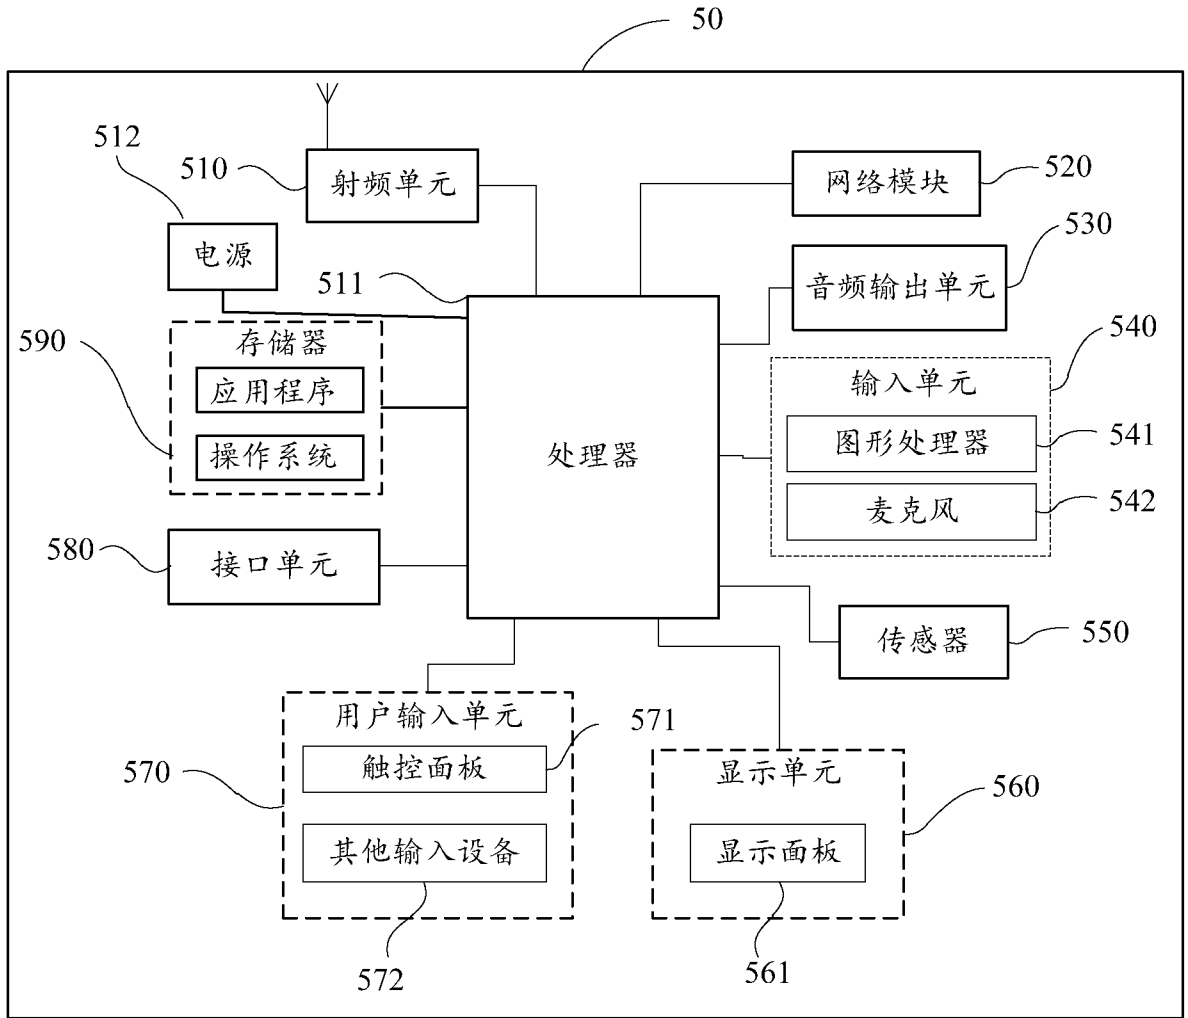 50
512
510
射频单元
网络模块
520
电源
530
511
音频输出单元
590
存储器
540
应用程序
输入单元
操作系统
处理器
图形处理器
541
麦克风
542
580
接口单元
传感器
550
用户输入单元
571
570
触控面板
显示单元
560
其他输入设备
显示面板
572
561